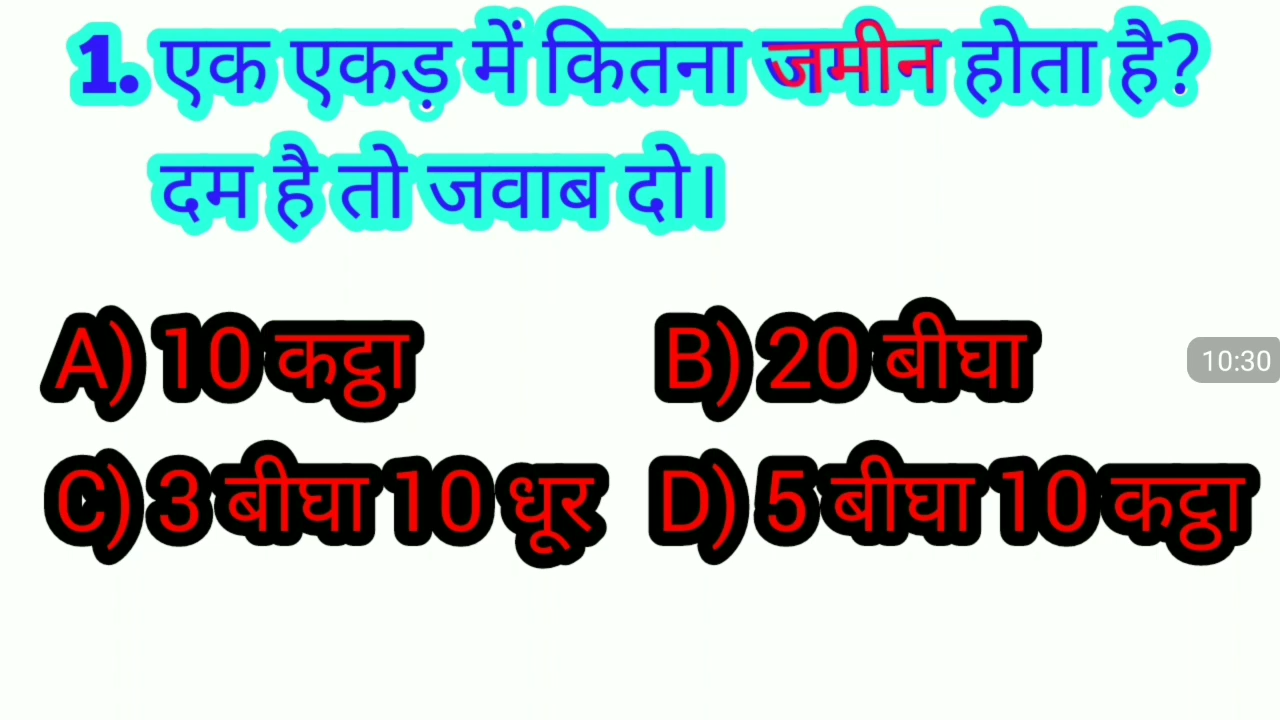 1. एक एकड़ में कितना जमीन होता है?
दम है तो जवाब दो।
A) 10 कट्ठा B) 20 बीघा
10:30
C) 3 बीघा 10 धूर D) 5 बीघा 10 कट्ठा